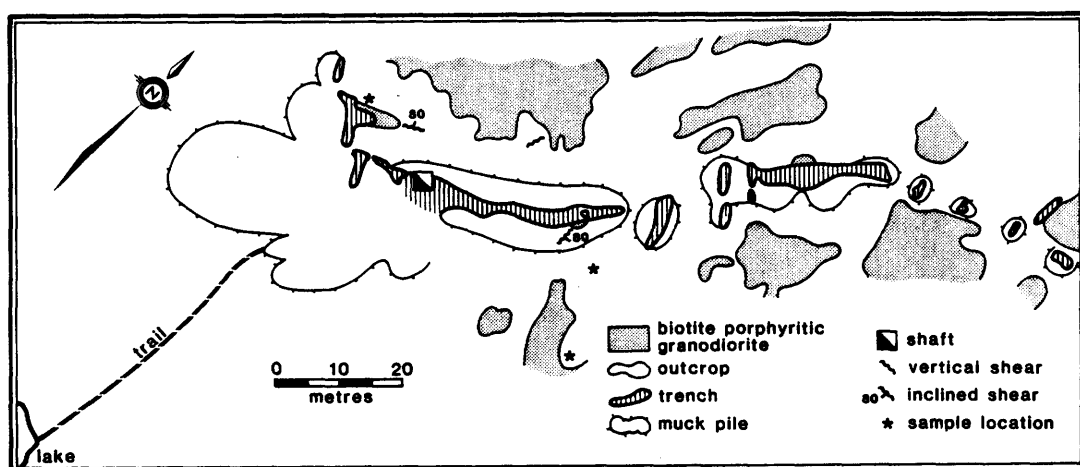 N
80
80
trail
lake
0 10 20
metres
biotite porphyritic
granodiorite
outcrop
trench
muck pile
shaft
vertical shear
80 inclined shear
* sample location